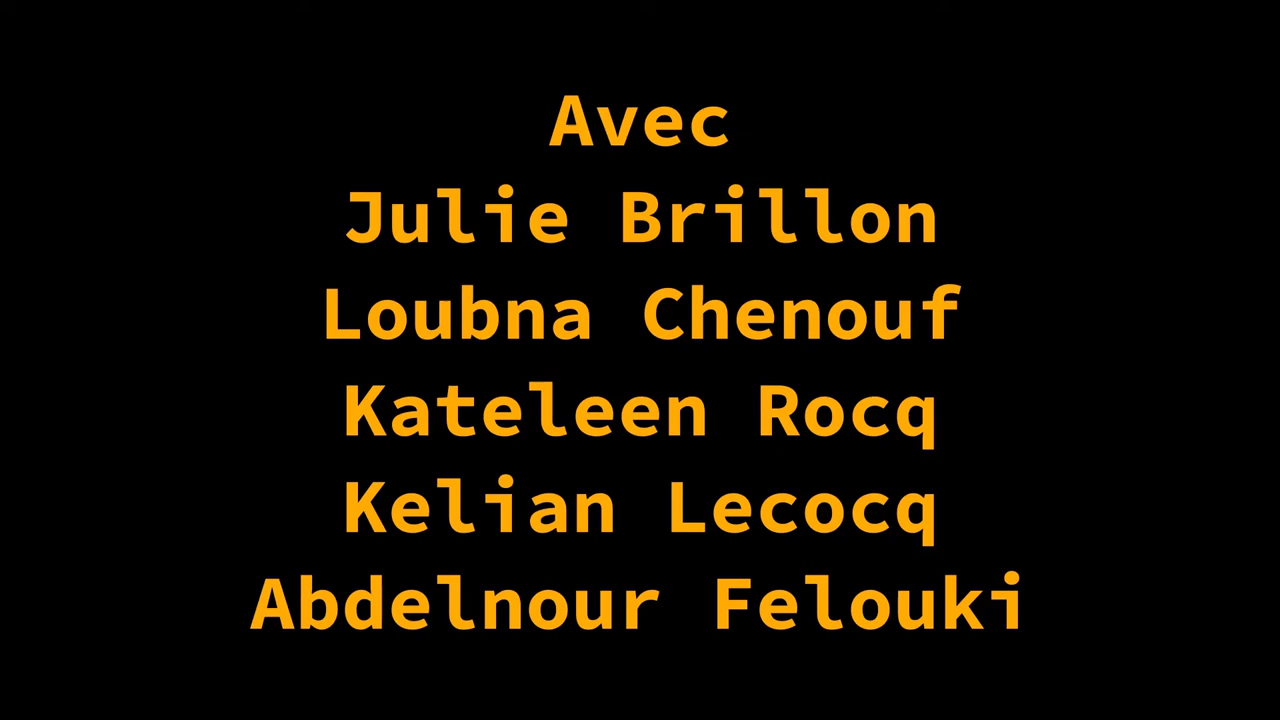 Avec
Julie Brillon
Loubna Chenouf
Kateleen Rocq
Kelian Lecocq
Abdelnour Felouki